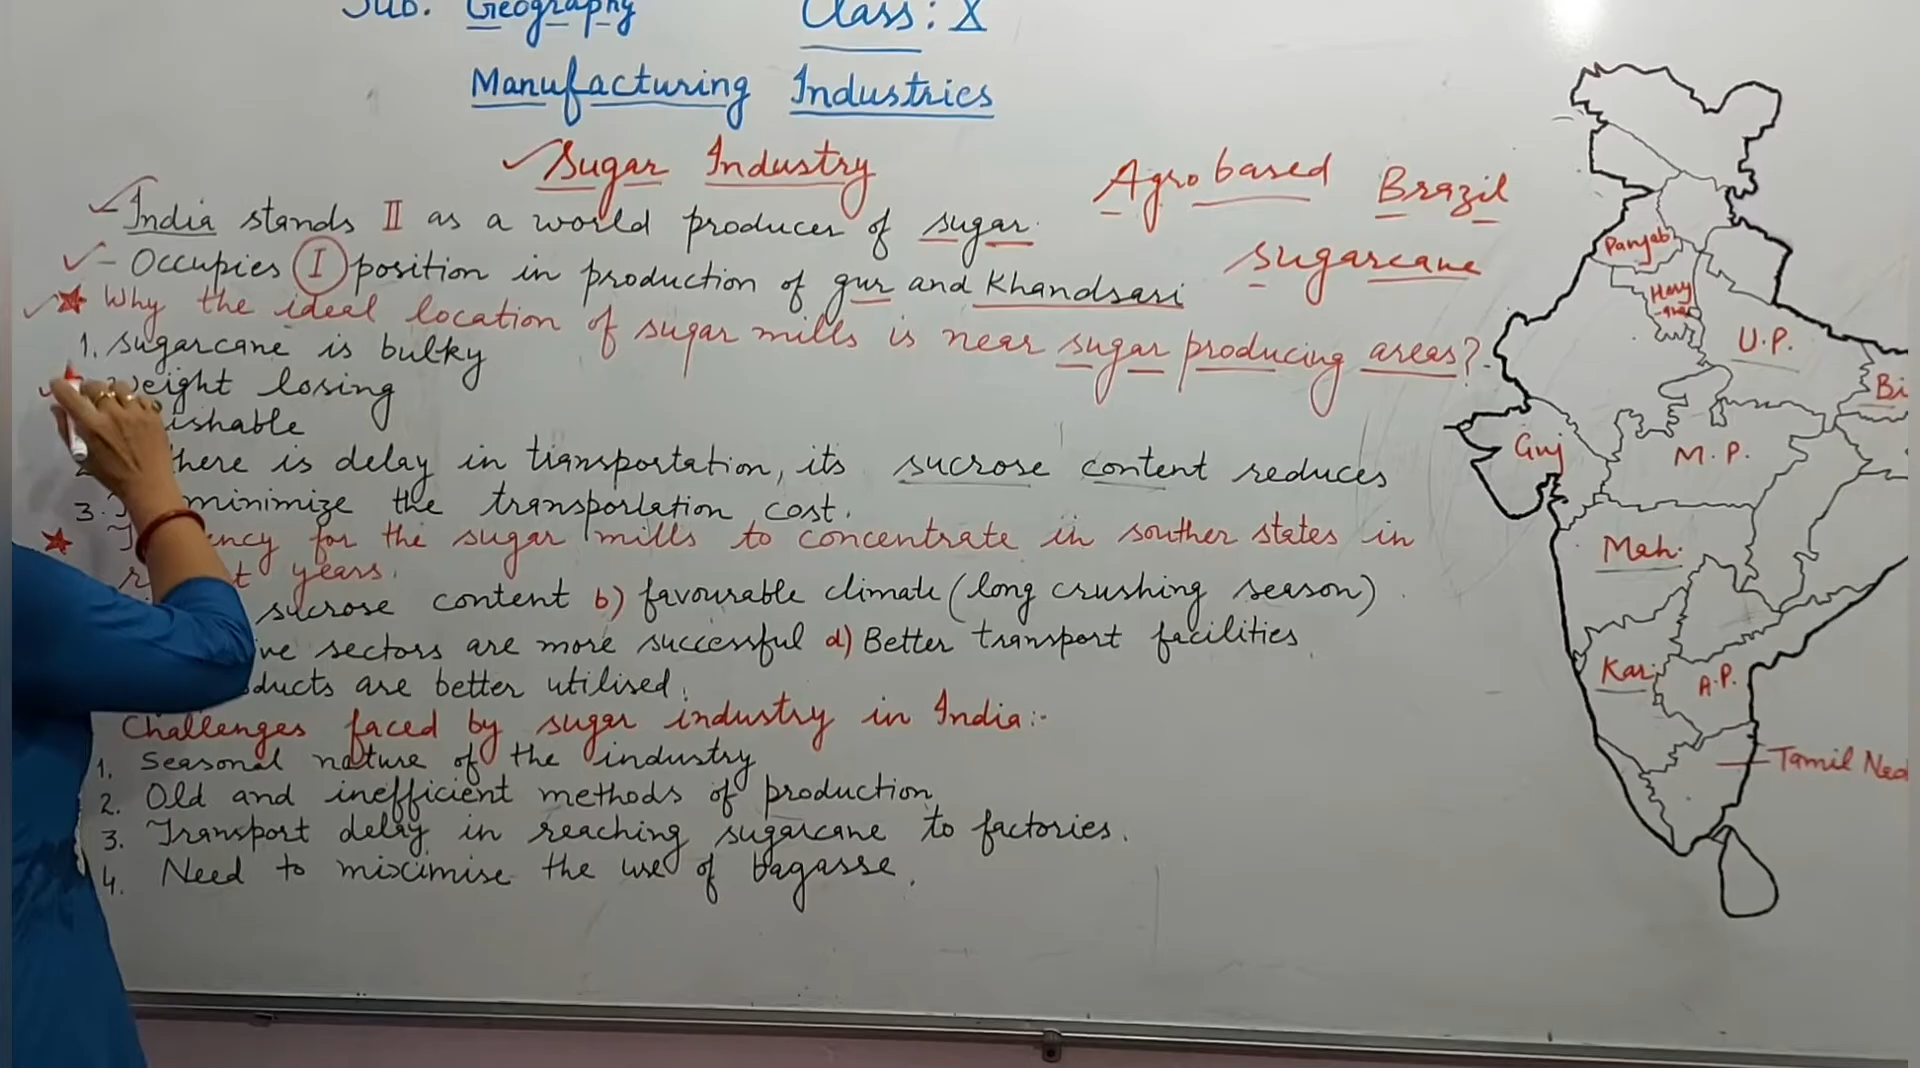 Sub. Geography Class: X
Manufacturing Industries
Sugar Industry
Agro based Brazil
sugarcane
India stands II as a world producer of sugar.
- Occupies I position in production of gur and Khandsari
Why the ideal location of sugar mills is near sugar producing areas?
1. sugarcane is bulky
weight losing
ishable
here is delay in transportation, its sucrose content reduces
3. minimize the transportation cost.
ency for the sugar mills to concentrate in souther states in
years.
sucrose content b) favourable climate (long crushing season).
ive sectors are more successful d) Better transport facilities.
ducts are better utilised.
Challenges faced by sugar industry in India:-
1. Seasonal nature of the industry
2. Old and inefficient methods of production
3. Transport delay in reaching sugarcane to factories.
4. Need to miximise the use of bagasse.
Panjab
Hary
U.P.
Bi
Guj
M.P.
Mah.
Kar
A.P.
Tamil Nad